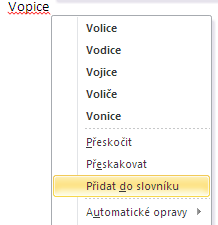 Vopice
Volice
Vodice
Vojice
Voliče
Vonice
Přeskočit
Přeskakovat
Přidat do slovníku
Automatické opravy